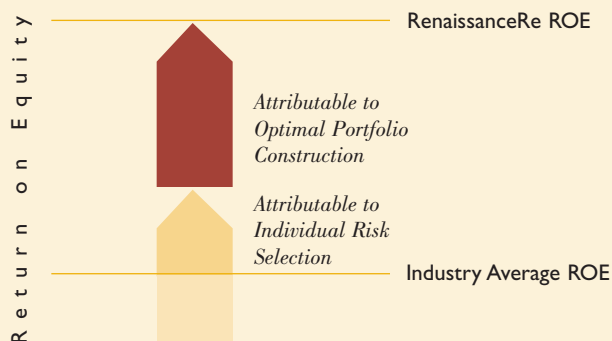 RenaissanceRe ROE
Attributable to
Optimal Portfolio
Construction
Attributable to
Individual Risk
Selection
Industry Average ROE
Return on Equity